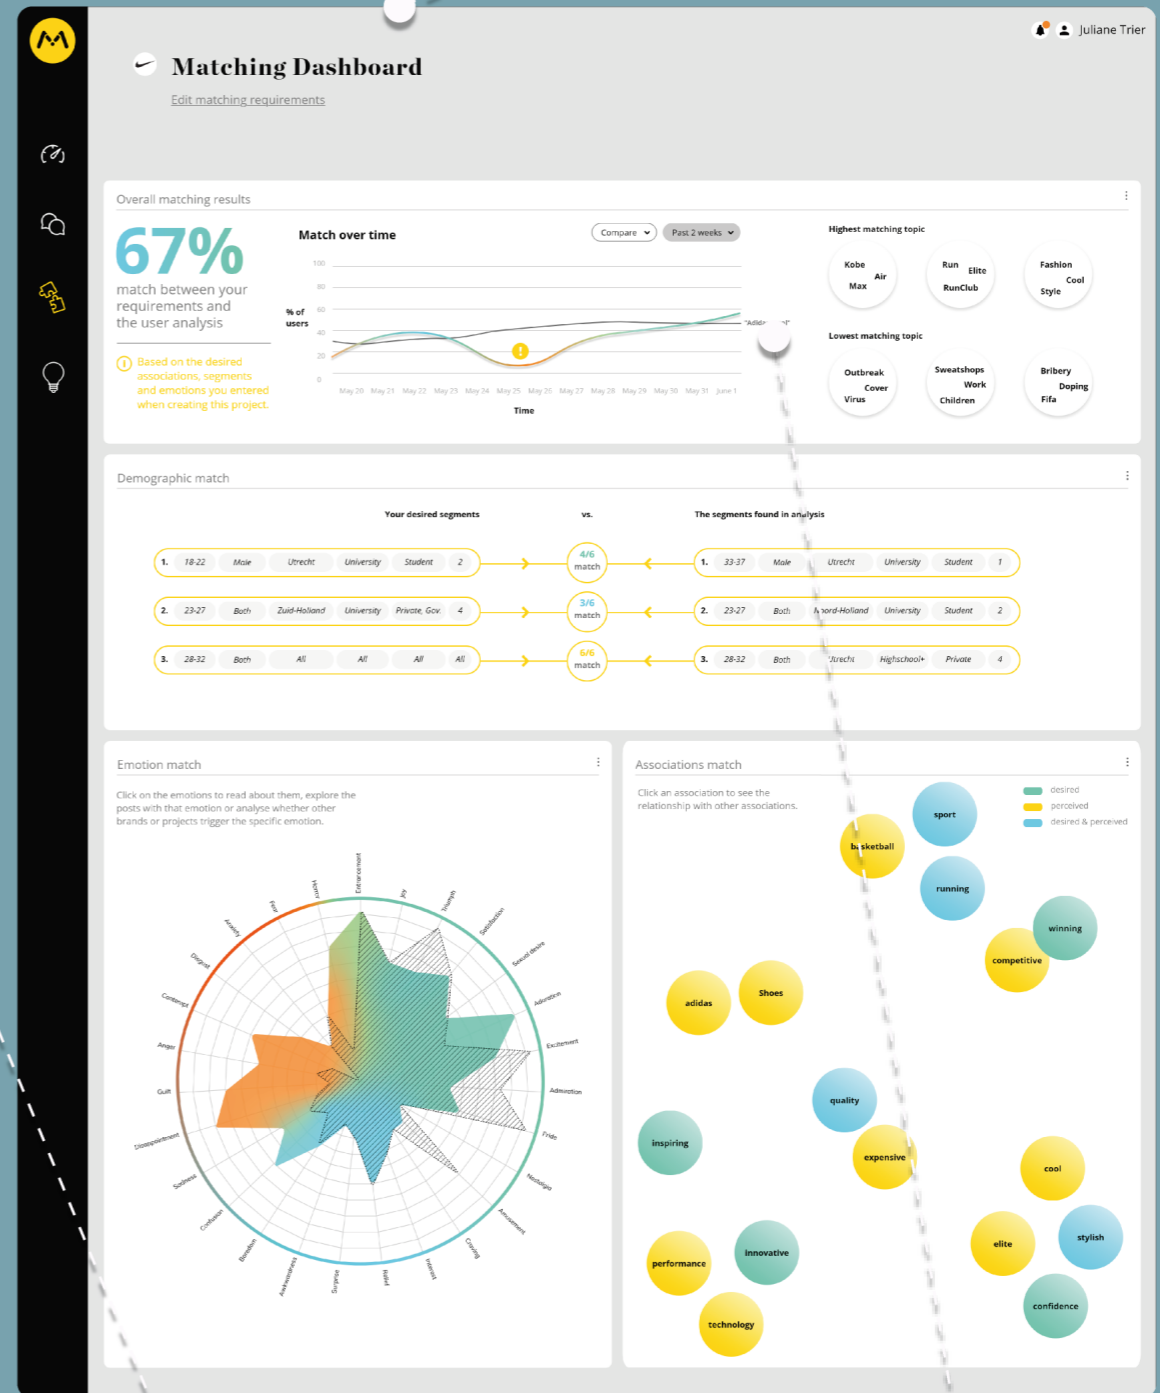 Juliane Trier
Matching Dashboard
Edit matching requirements
Overall matching results
67%
match between your
requirements and
the user analysis
Based on the desired
associations, segments
and emotions you entered
when creating this project.
Match over time
Compare
Past 2 weeks
100
80
60
40
20
0
% of
users
May 20 May 21 May 22 May 23 May 24 May 25 May 26 May 27 May 28 May 29 May 30 May 31 June 1
Time
Highest matching topic
Kobe
Air
Max
Run
Elite
RunClub
Fashion
Cool
Style
Lowest matching topic
Outbreak
Cover
Virus
Sweatshops
Work
Children
Bribery
Doping
Fifa
Demographic match
Your desired segments
vs.
The segments found in analysis
1. 18-22 Male Utrecht University Student 2
4/6
match
1. 33-37 Male Utrecht University Student 1
2. 23-27 Both Zuid-Holland University Private, Gov. 4
3/6
match
2. 23-27 Both Noord-Holland University Student 2
3. 28-32 Both All All All All
6/6
match
3. 28-32 Both Utrecht Highschool+ Private 4
Emotion match
Click on the emotions to read about them, explore the
posts with that emotion or analyse whether other
brands or projects trigger the specific emotion.
Entrancement
Joy
Triumph
Satisfaction
Sexual desire
Adoration
Excitement
Admiration
Pride
Nostalgia
Amusement
Craving
Interest
Relief
Surprise
Awkwardness
Boredom
Confusion
Sadness
Disappointment
Guilt
Anger
Contempt
Disgust
Anxiety
Fear
Horror
Associations match
Click an association to see the
relationship with other associations.
desired
perceived
desired & perceived
sport
basketball
running
winning
competitive
adidas
Shoes
quality
inspiring
expensive
cool
elite
stylish
performance
innovative
confidence
technology